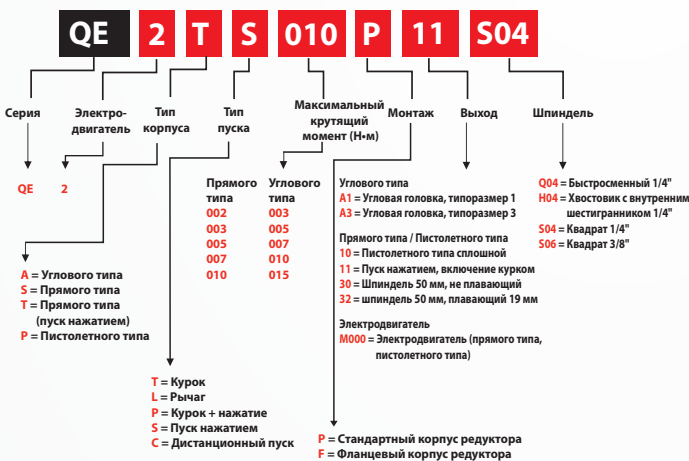 QE 2 T S 010 P 11 S04
Серия
Электро-
двигатель
Тип
корпуса
Тип
пуска
Максимальный
крутящий
момент (Н•м)
Монтаж
Выход
Шпиндель
QE
2
A = Углового типа
S = Прямого типа
T = Прямого типа
(пуск нажатием)
P = Пистолетного типа
T = Курок
L = Рычаг
P = Курок + нажатие
S = Пуск нажатием
C = Дистанционный пуск
Прямого
типа
002
003
005
007
010
Углового
типа
003
005
007
010
015
P = Стандартный корпус редуктора
F = Фланцевый корпус редуктора
Углового типа
A1 = Угловая головка, типоразмер 1
A3 = Угловая головка, типоразмер 3
Прямого типа / Пистолетного типа
10 = Пистолетного типа сплошной
11 = Пуск нажатием, включение курком
30 = Шпиндель 50 мм, не плавающий
32 = шпиндель 50 мм, плавающий 19 мм
Электродвигатель
M000 = Электродвигатель (прямого типа,
пистолетного типа)
Q04 = Быстросменный 1/4"
H04 = Хвостовик с внутренним
шестигранником 1/4"
S04 = Квадрат 1/4"
S06 = Квадрат 3/8"